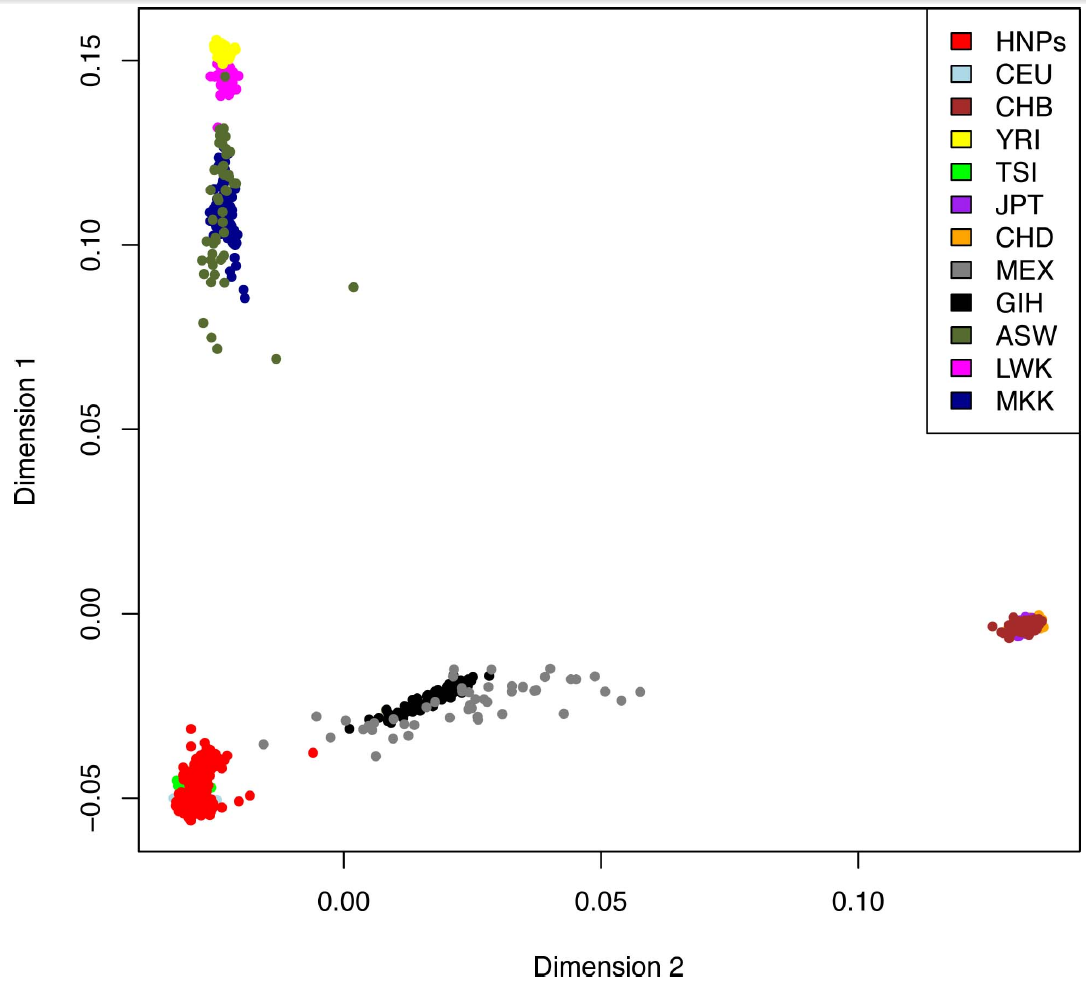 0.15
0.10
0.05
0.00
−0.05
Dimension 1
0.00 0.05 0.10
Dimension 2
HNPs
CEU
CHB
YRI
TSI
JPT
CHD
MEX
GIH
ASW
LWK
MKK